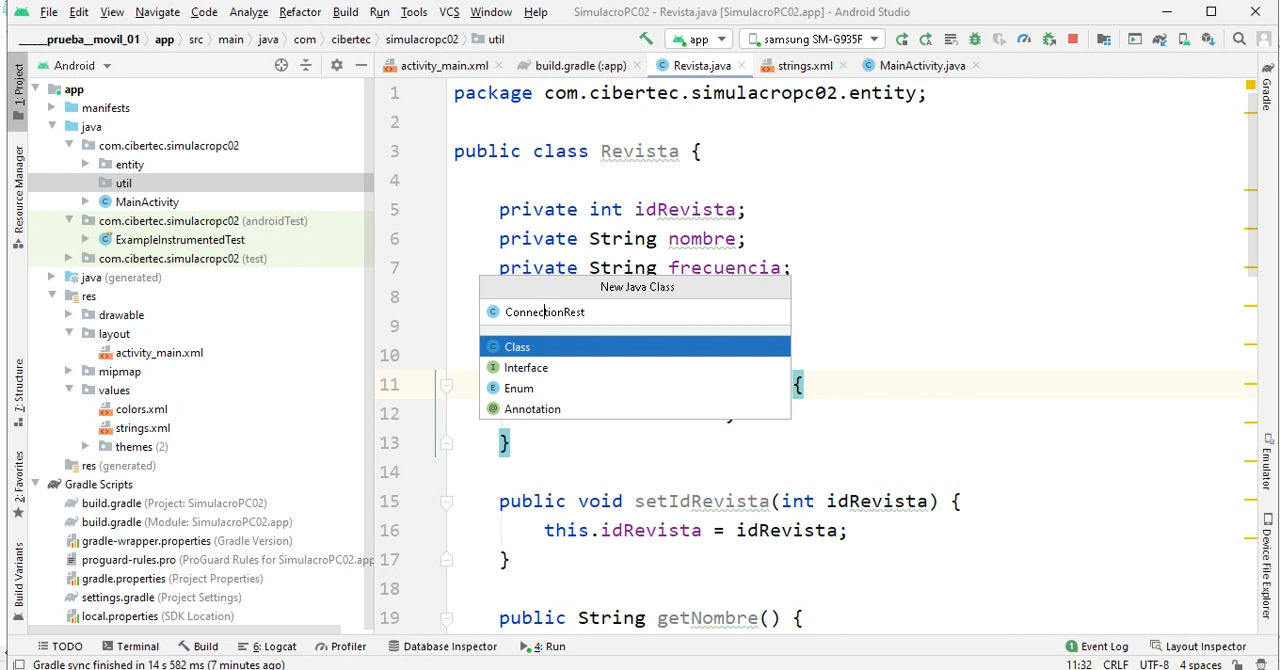 File Edit View Navigate Code Analyze Refactor Build Run Tools VCS Window Help SimulacroPC02 - Revista.java [SimulacroPC02.app] - Android Studio
_____prueba__movil_01 app src main java com cibertec simulacropc02 util app samsung SM-G935F
Android activity_main.xml build.gradle (:app) Revista.java strings.xml MainActivity.java
1: Project
Resource Manager
7: Structure
2: Favorites
Build Variants
app
manifests
java
com.cibertec.simulacropc02
entity
util
MainActivity
com.cibertec.simulacropc02 (androidTest)
ExampleInstrumentedTest
com.cibertec.simulacropc02 (test)
java (generated)
res
drawable
layout
activity_main.xml
mipmap
values
colors.xml
strings.xml
themes (2)
res (generated)
Gradle Scripts
build.gradle (Project: SimulacroPC02)
build.gradle (Module: SimulacroPC02.app)
gradle-wrapper.properties (Gradle Version)
proguard-rules.pro (ProGuard Rules for SimulacroPC02.app
gradle.properties (Project Properties)
settings.gradle (Project Settings)
local.properties (SDK Location)
1 package com.cibertec.simulacropc02.entity;
2
3 public class Revista {
4
5 private int idRevista;
6 private String nombre;
7 private String frecuencia;
8
9
10
11 {
12
13 }
14
15 public void setIdRevista(int idRevista) {
16 this.idRevista = idRevista;
17 }
18
19 public String getNombre() {
New Java Class
ConnectionRest
Class
Interface
Enum
Annotation
Gradle
Emulator
Device File Explorer
TODO Terminal Build 6: Logcat Profiler Database Inspector 4: Run Event Log Layout Inspector
Gradle sync finished in 14 s 582 ms (7 minutes ago) 11:32 CRLF UTF-8 4 spaces